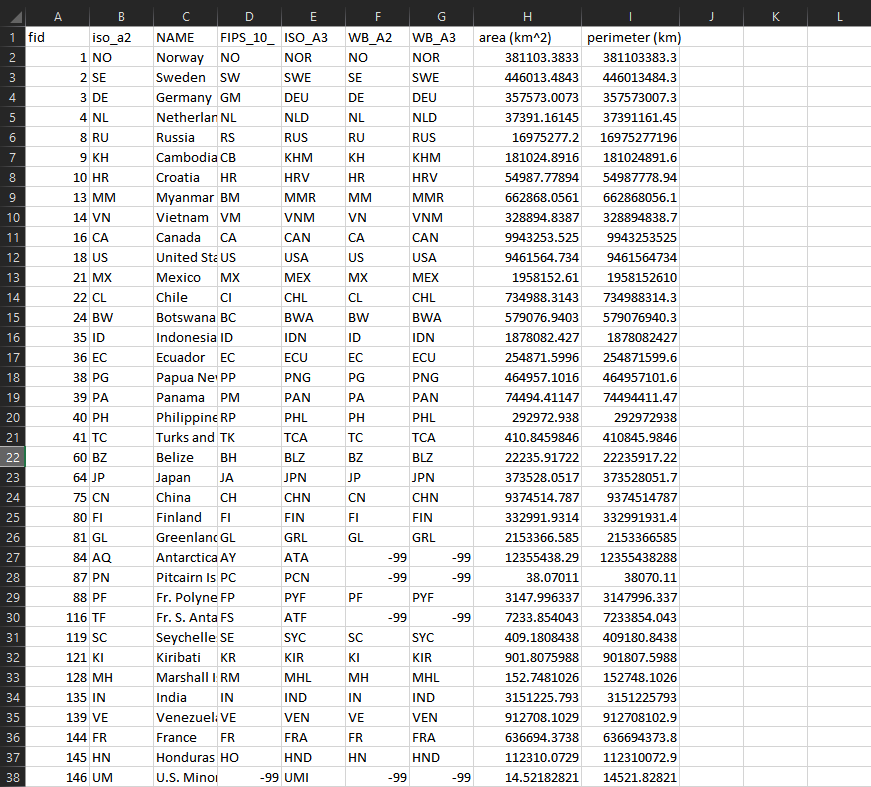 A B C D E F G H I J K L
1 fid iso_a2 NAME FIPS_10_ ISO_A3 WB_A2 WB_A3 area (km^2) perimeter (km)
2 1 NO Norway NO NOR NO NOR 381103.3833 381103383.3
3 2 SE Sweden SW SWE SE SWE 446013.4843 446013484.3
4 3 DE Germany GM DEU DE DEU 357573.0073 357573007.3
5 4 NL Netherlan NL NLD NL NLD 37391.16145 37391161.45
6 8 RU Russia RS RUS RU RUS 16975277.2 16975277196
7 9 KH Cambodia CB KHM KH KHM 181024.8916 181024891.6
8 10 HR Croatia HR HRV HR HRV 54987.77894 54987778.94
9 13 MM Myanmar BM MMR MM MMR 662868.0561 662868056.1
10 14 VN Vietnam VM VNM VN VNM 328894.8387 328894838.7
11 16 CA Canada CA CAN CA CAN 9943253.525 9943253525
12 18 US United Sta US USA US USA 9461564.734 9461564734
13 21 MX Mexico MX MEX MX MEX 1958152.61 1958152610
14 22 CL Chile CI CHL CL CHL 734988.3143 734988314.3
15 24 BW Botswana BC BWA BW BWA 579076.9403 579076940.3
16 35 ID Indonesia ID IDN ID IDN 1878082.427 1878082427
17 36 EC Ecuador EC ECU EC ECU 254871.5996 254871599.6
18 38 PG Papua Nev PP PNG PG PNG 464957.1016 464957101.6
19 39 PA Panama PM PAN PA PAN 74494.41147 74494411.47
20 40 PH Philippine RP PHL PH PHL 292972.938 292972938
21 41 TC Turks and TK TCA TC TCA 410.8459846 410845.9846
22 60 BZ Belize BH BLZ BZ BLZ 22235.91722 22235917.22
23 64 JP Japan JA JPN JP JPN 373528.0517 373528051.7
24 75 CN China CH CHN CN CHN 9374514.787 9374514787
25 80 FI Finland FI FIN FI FIN 332991.9314 332991931.4
26 81 GL Greenland GL GRL GL GRL 2153366.585 2153366585
27 84 AQ Antarctica AY ATA -99 -99 12355438.29 12355438288
28 87 PN Pitcairn Is PC PCN -99 -99 38.07011 38070.11
29 88 PF Fr. Polyne FP PYF PF PYF 3147.996337 3147996.337
30 116 TF Fr. S. Anta FS ATF -99 -99 7233.854043 7233854.043
31 119 SC Seychelle SE SYC SC SYC 409.1808438 409180.8438
32 121 KI Kiribati KR KIR KI KIR 901.8075988 901807.5988
33 128 MH Marshall I RM MHL MH MHL 152.7481026 152748.1026
34 135 IN India IN IND IN IND 3151225.793 3151225793
35 139 VE Venezuel VE VEN VE VEN 912708.1029 912708102.9
36 144 FR France FR FRA FR FRA 636694.3738 636694373.8
37 145 HN Honduras HO HND HN HND 112310.0729 112310072.9
38 146 UM U.S. Mino -99 UMI -99 -99 14.52182821 14521.82821